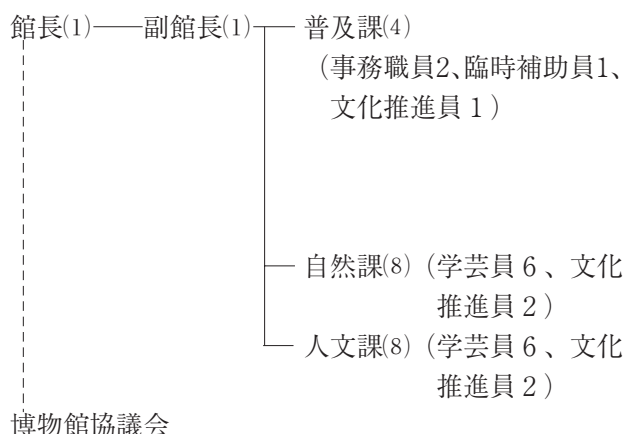 館長(1)――副館長(1)― 普及課(4)
（事務職員2、臨時補助員1、
文化推進員１）
自然課(8)（学芸員６、文化
推進員２）
人文課(8)（学芸員６、文化
推進員２）
博物館協議会